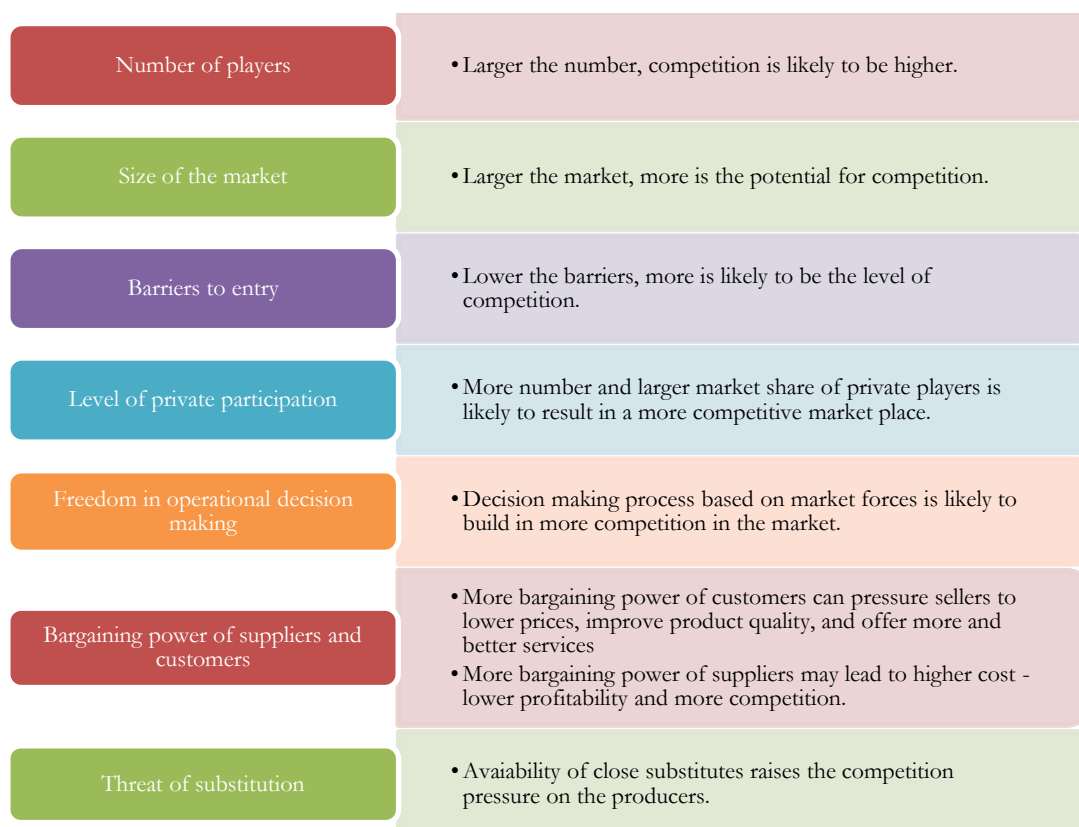 Number of players
• Larger the number, competition is likely to be higher.
Size of the market
• Larger the market, more is the potential for competition.
Barriers to entry
• Lower the barriers, more is likely to be the level of
competition.
Level of private participation
• More number and larger market share of private players is
likely to result in a more competitive market place.
Freedom in operational decision
making
• Decision making process based on market forces is likely to
build in more competition in the market.
Bargaining power of suppliers and
customers
• More bargaining power of customers can pressure sellers to
lower prices, improve product quality, and offer more and
better services
• More bargaining power of suppliers may lead to higher cost -
lower profitability and more competition.
Threat of substitution
• Avaiability of close substitutes raises the competition
pressure on the producers.